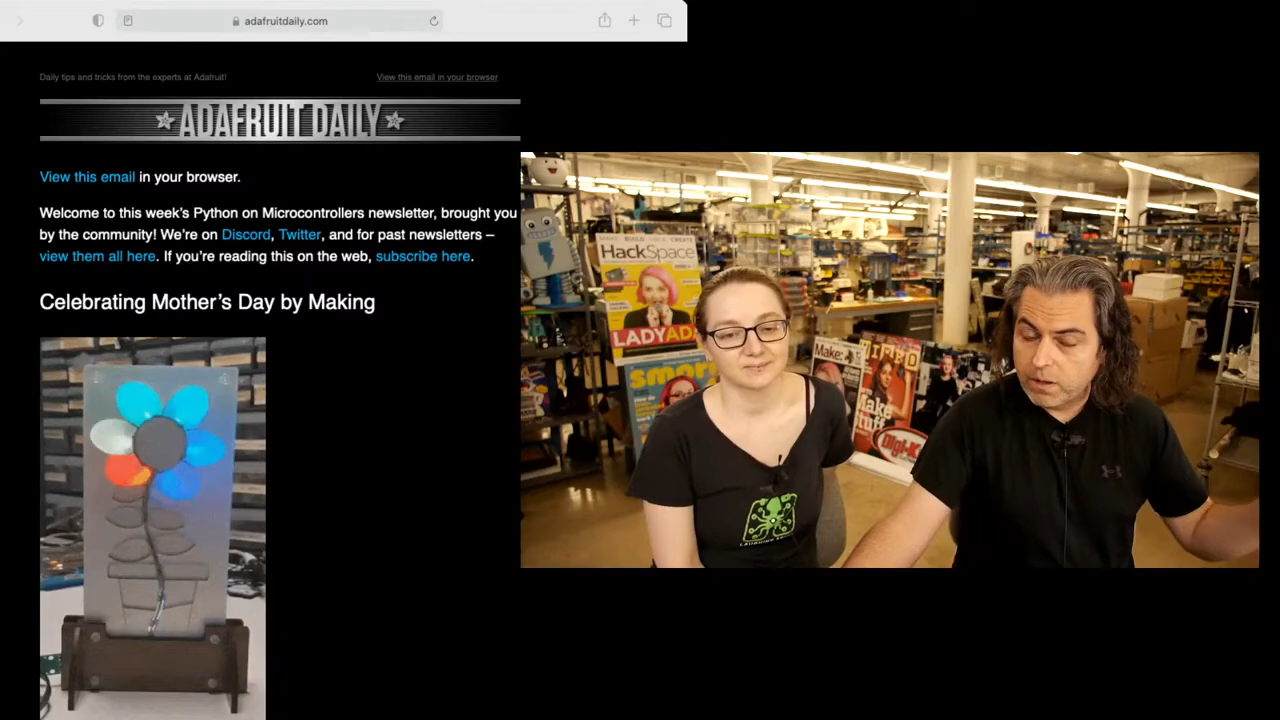 adafruitdaily.com
Daily tips and tricks from the experts at Adafruit!
View this email in your browser
ADAFRUIT DAILY
View this email in your browser.
Welcome to this week's Python on Microcontrollers newsletter, brought you
by the community! We're on Discord, Twitter, and for past newsletters –
view them all here. If you're reading this on the web, subscribe here.
Celebrating Mother's Day by Making
HackSpace
LADYADA
Make:
WIRED
Make
Stuff
Digi-K